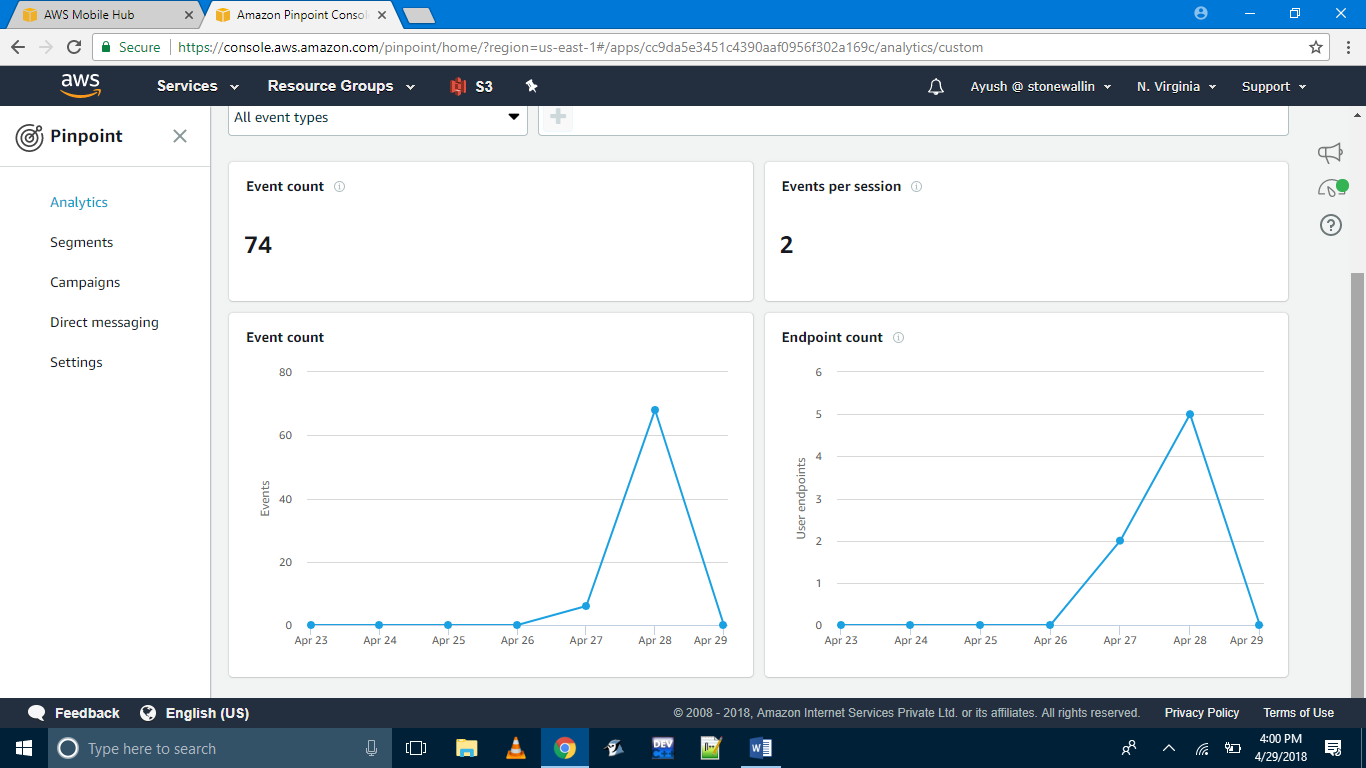 AWS Mobile Hub
Amazon Pinpoint Consol
Secure https://console.aws.amazon.com/pinpoint/home/?region=us-east-1#/apps/cc9da5e3451c4390aaf0956f302a169c/analytics/custom
aws Services Resource Groups S3 Ayush @ stonewallin N. Virginia Support
Pinpoint
Analytics
Segments
Campaigns
Direct messaging
Settings
All event types
Event count
74
Events per session
2
Event count
80
60
40
20
0
Events
Apr 23 Apr 24 Apr 25 Apr 26 Apr 27 Apr 28 Apr 29
Endpoint count
6
5
4
3
2
1
0
User endpoints
Apr 23 Apr 24 Apr 25 Apr 26 Apr 27 Apr 28 Apr 29
Feedback English (US) © 2008 - 2018, Amazon Internet Services Private Ltd. or its affiliates. All rights reserved. Privacy Policy Terms of Use
Type here to search
DEV
4:00 PM
4/29/2018